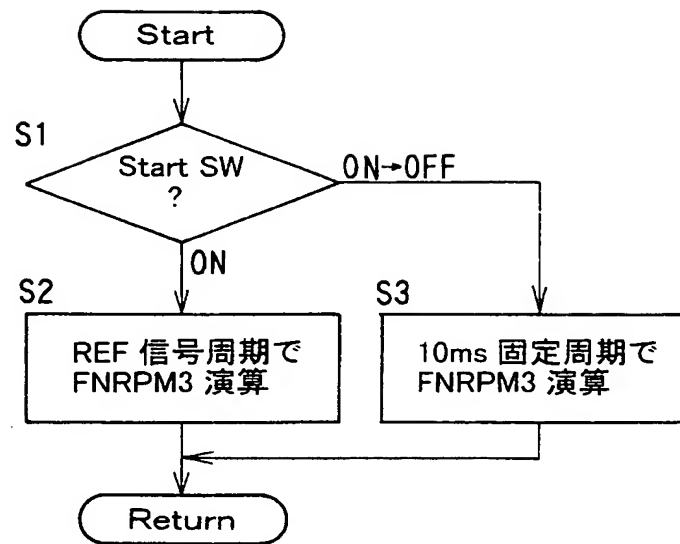 Start
S1
Start SW
?
ON→OFF
ON
S2
REF 信号周期で
FNRPM3 演算
S3
10ms 固定周期で
FNRPM3 演算
Return